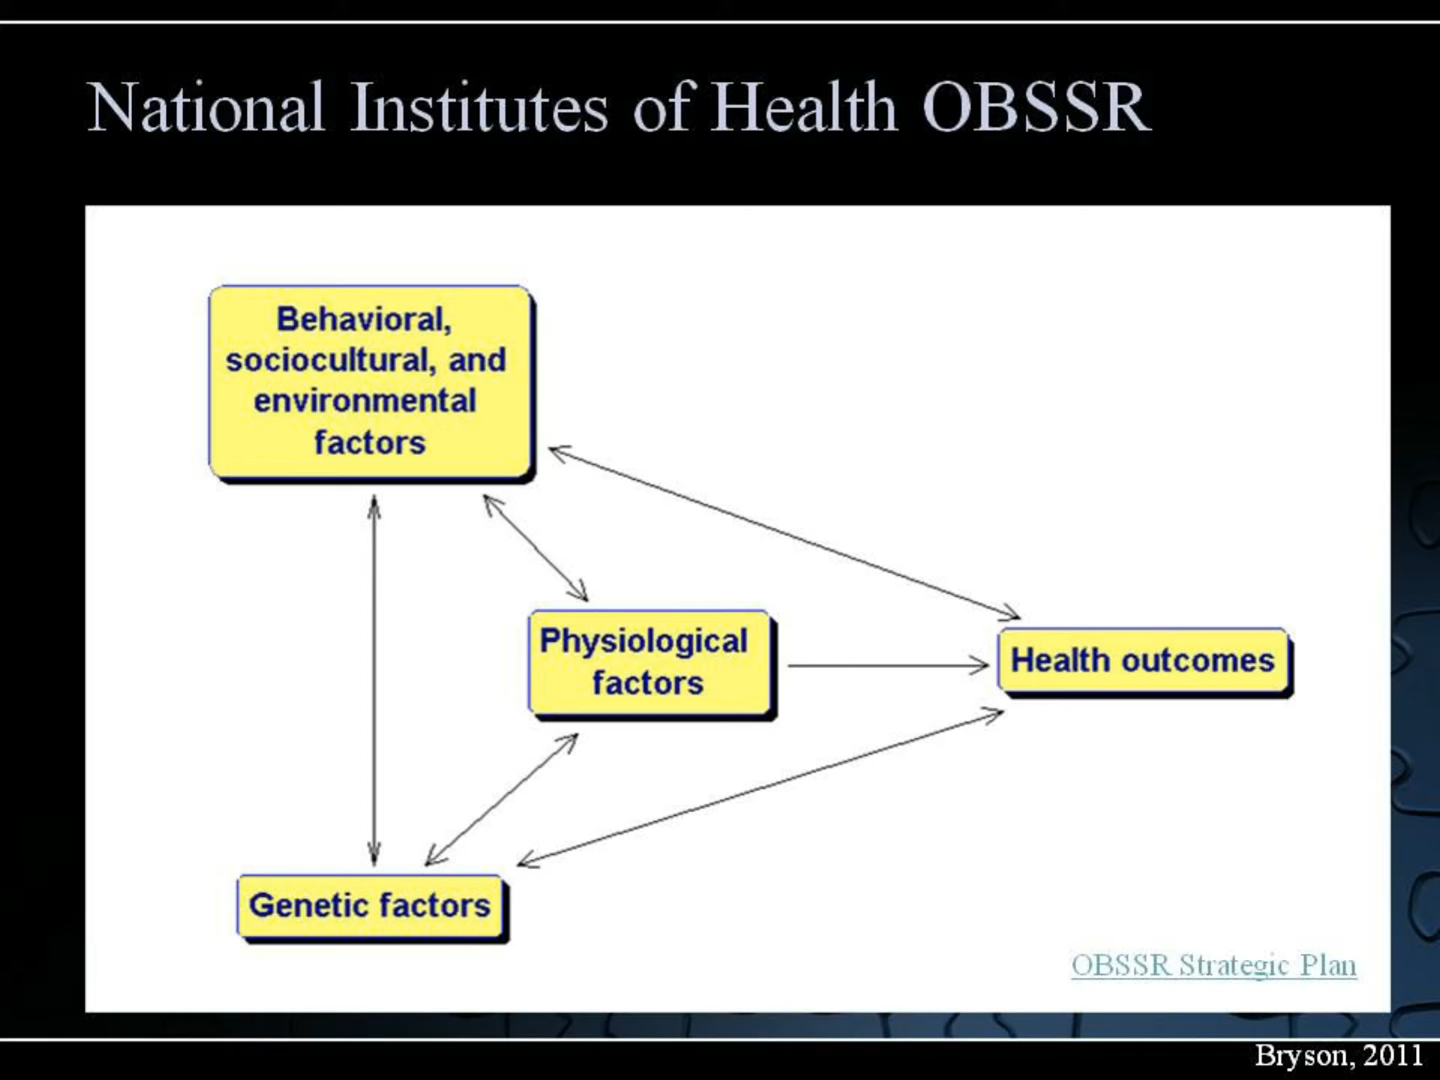 National Institutes of Health OBSSR
Behavioral,
sociocultural, and
environmental
factors
Physiological
factors
Health outcomes
Genetic factors
OBSSR Strategic Plan
Bryson, 2011